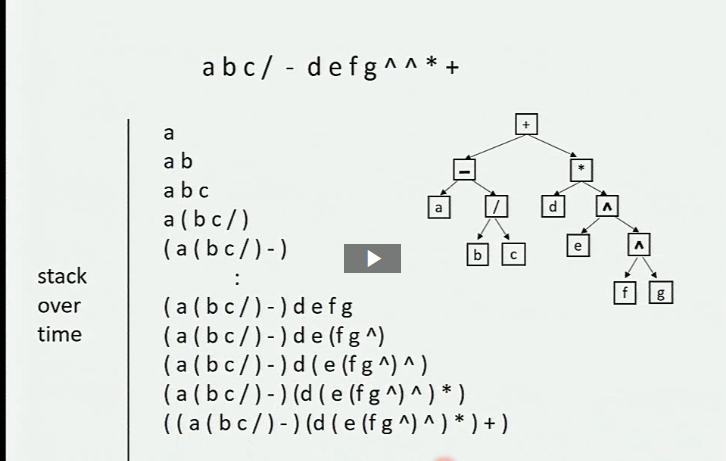 a b c / - d e f g ^ ^ * +
a
a b
a b c
a ( b c / )
( a ( b c / ) - )
:
( a ( b c / ) - ) d e f g
( a ( b c / ) - ) d e ( f g ^ )
( a ( b c / ) - ) d ( e ( f g ^ ) ^ )
( a ( b c / ) - ) ( d ( e ( f g ^ ) ^ ) * )
( ( a ( b c / ) - ) ( d ( e ( f g ^ ) ^ ) * ) + )
stack
over
time
+
- *
a / d ^
b c e ^
f g